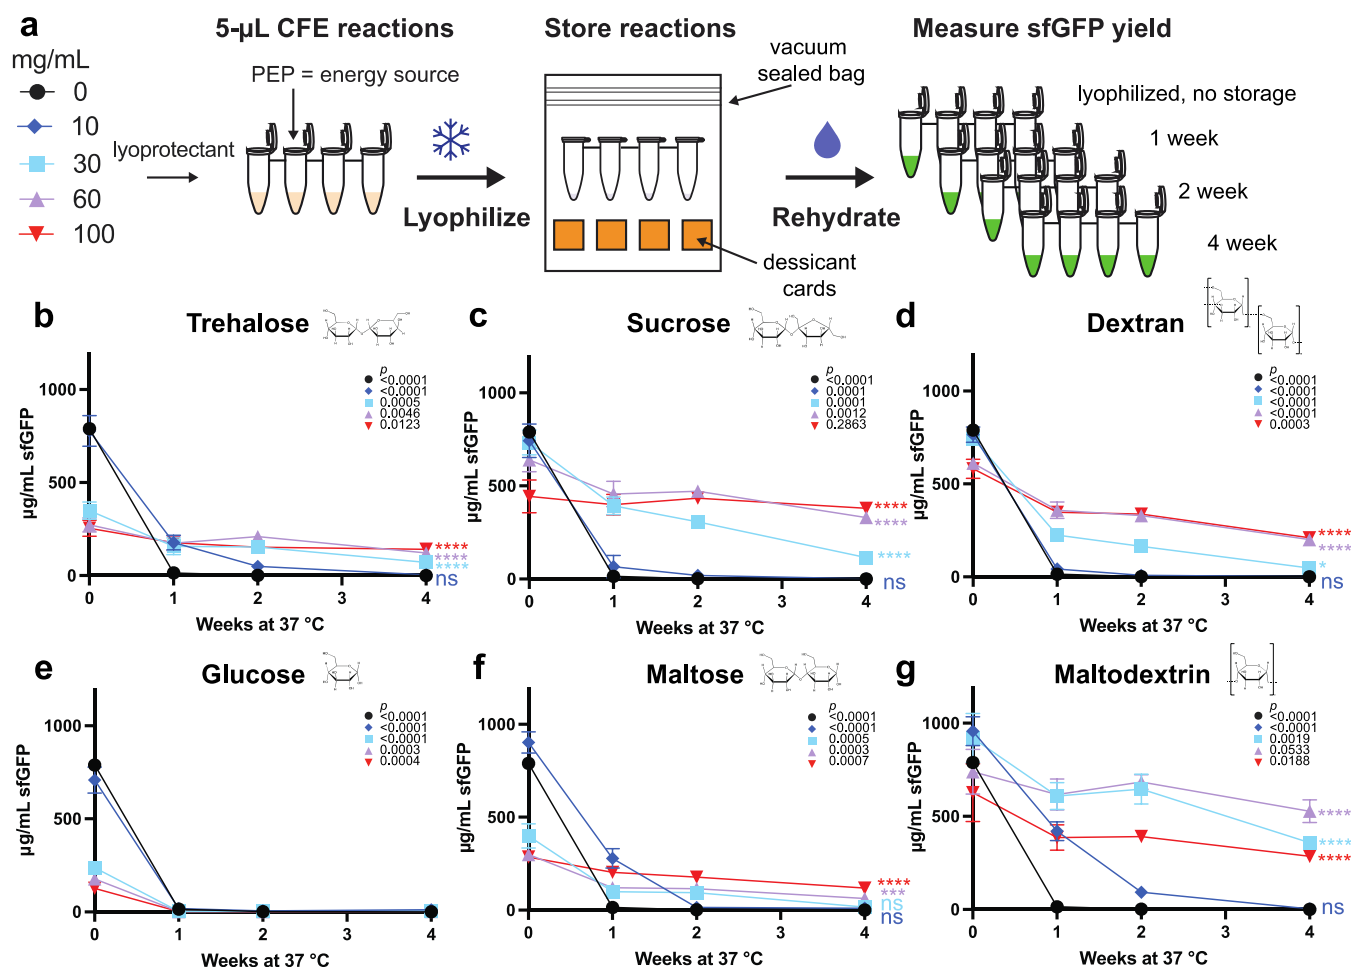 a
5-µL CFE reactions
Store reactions
Measure sfGFP yield
mg/mL
0
10
30
60
100
PEP = energy source
lyoprotectant
Lyophilize
vacuum
sealed bag
dessicant
cards
Rehydrate
lyophilized, no storage
1 week
2 week
4 week
b
Trehalose
p
<0.0001
<0.0001
0.0005
0.0046
0.0123
µg/mL sfGFP
1000
500
0
****
****
****
ns
0 1 2 3 4
Weeks at 37 °C
c
Sucrose
p
<0.0001
0.0001
0.0001
0.0012
0.2863
µg/mL sfGFP
1000
500
0
****
****
****
ns
0 1 2 3 4
Weeks at 37 °C
d
Dextran
p
<0.0001
<0.0001
<0.0001
<0.0001
0.0003
µg/mL sfGFP
1000
500
0
****
****
*
ns
0 1 2 3 4
Weeks at 37 °C
e
Glucose
p
<0.0001
<0.0001
<0.0001
0.0003
0.0004
µg/mL sfGFP
1000
500
0
0 1 2 3 4
Weeks at 37 °C
f
Maltose
p
<0.0001
<0.0001
0.0005
0.0003
0.0007
µg/mL sfGFP
1000
500
0
****
***
ns
ns
0 1 2 3 4
Weeks at 37 °C
g
Maltodextrin
p
<0.0001
<0.0001
0.0019
0.0533
0.0188
µg/mL sfGFP
1000
500
0
****
****
****
ns
0 1 2 3 4
Weeks at 37 °C